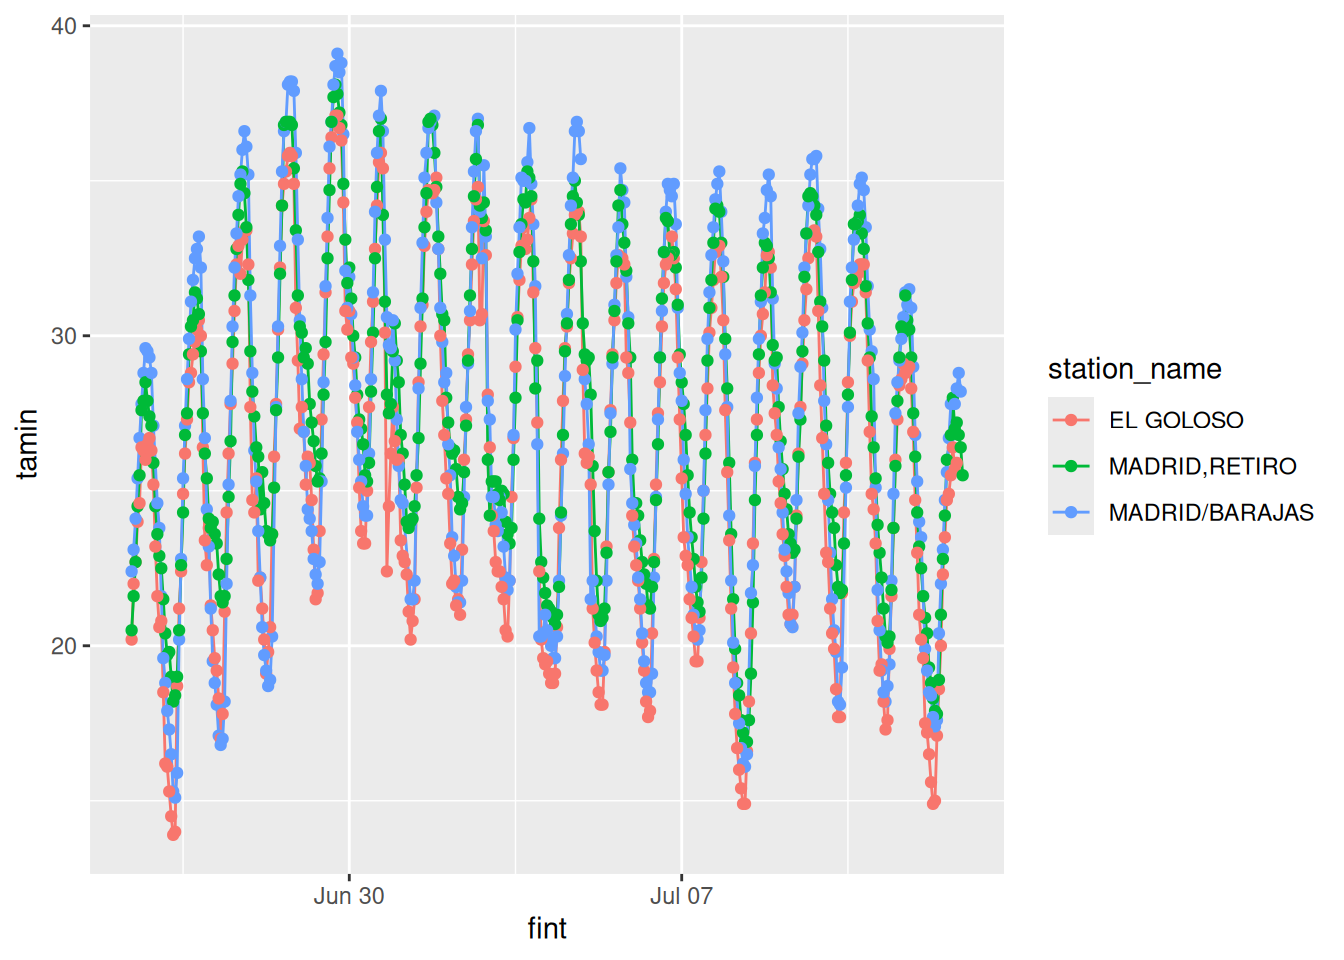 40
30
20
tamin
Jun 30
Jul 07
fint
station_name
EL GOLOSO
MADRID,RETIRO
MADRID/BARAJAS